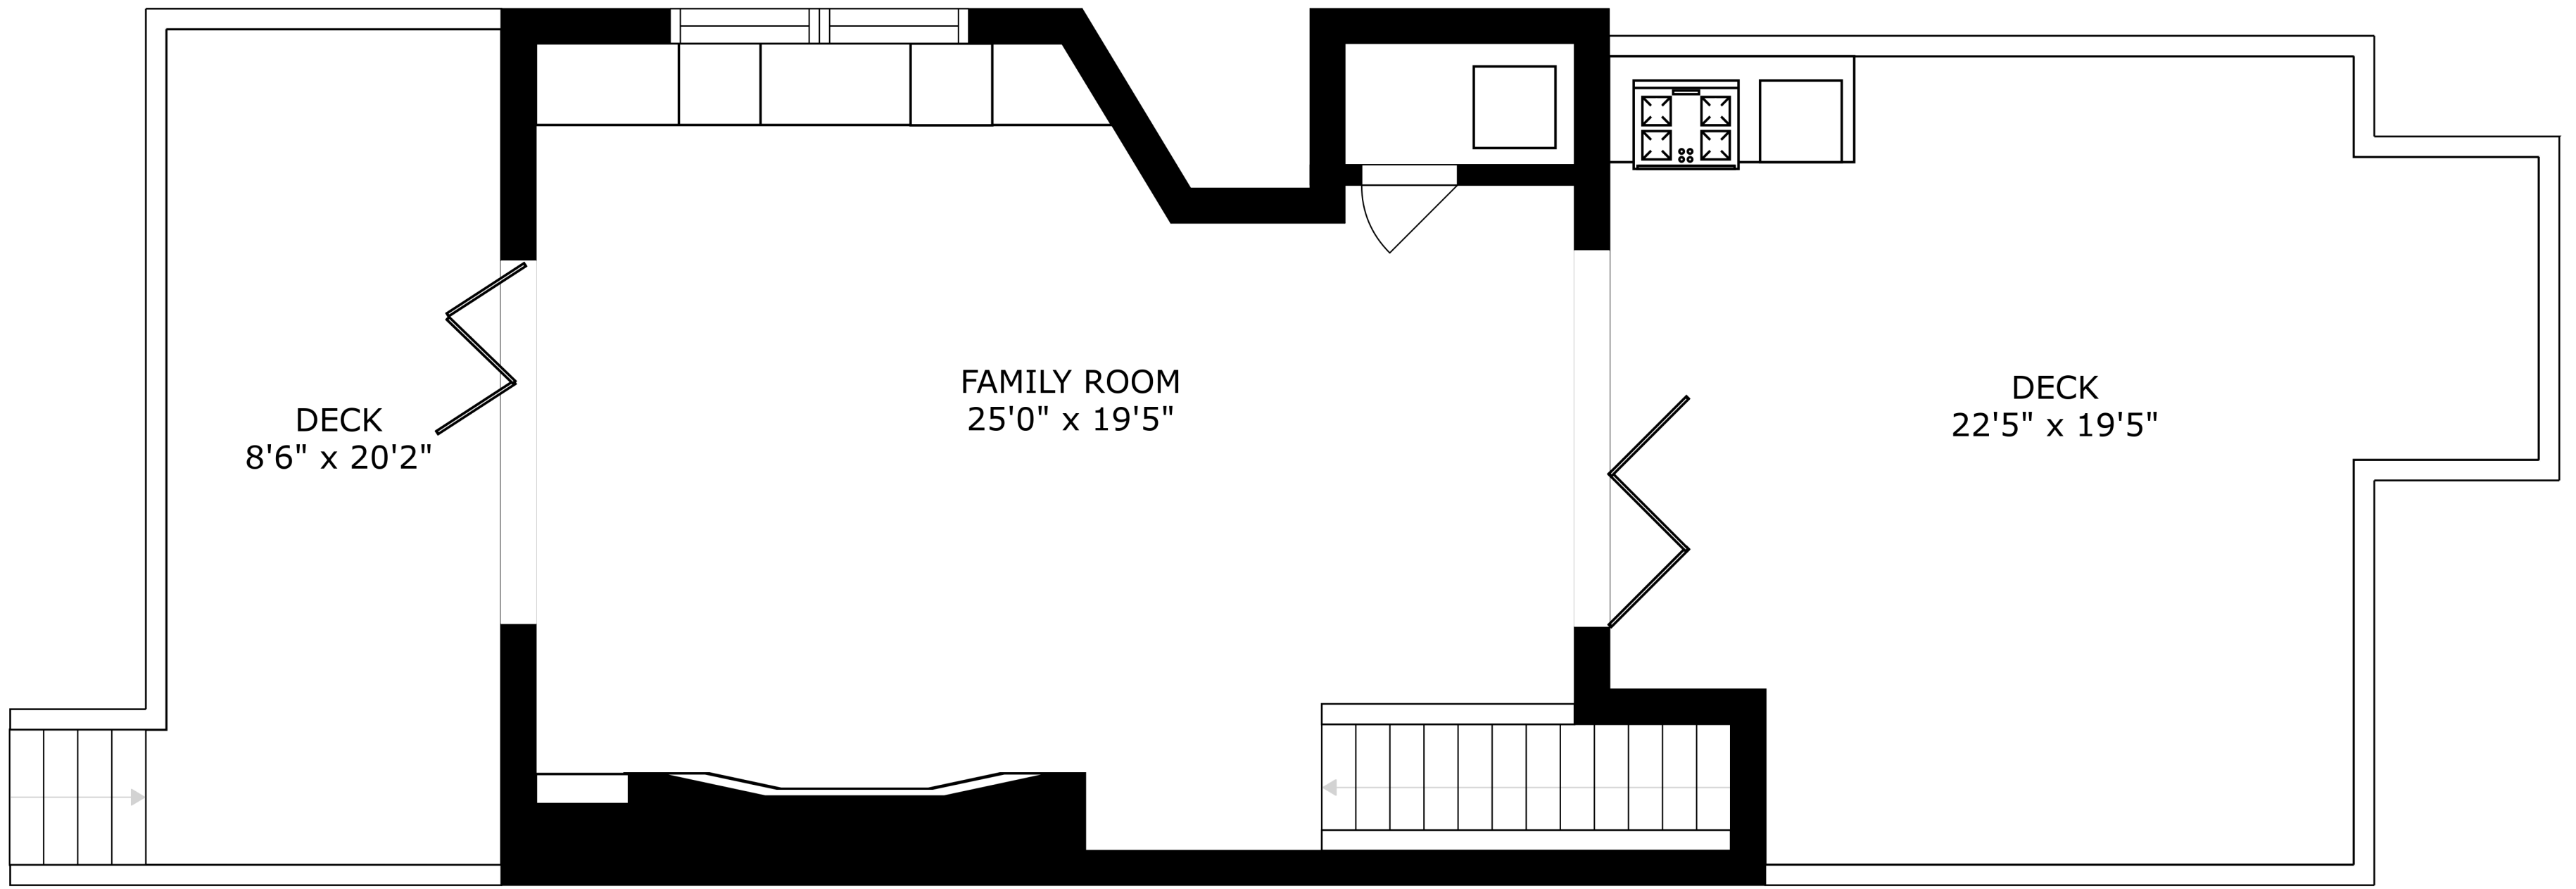 DECK
8'6" x 20'2"
FAMILY ROOM
25'0" x 19'5"
DECK
22'5" x 19'5"